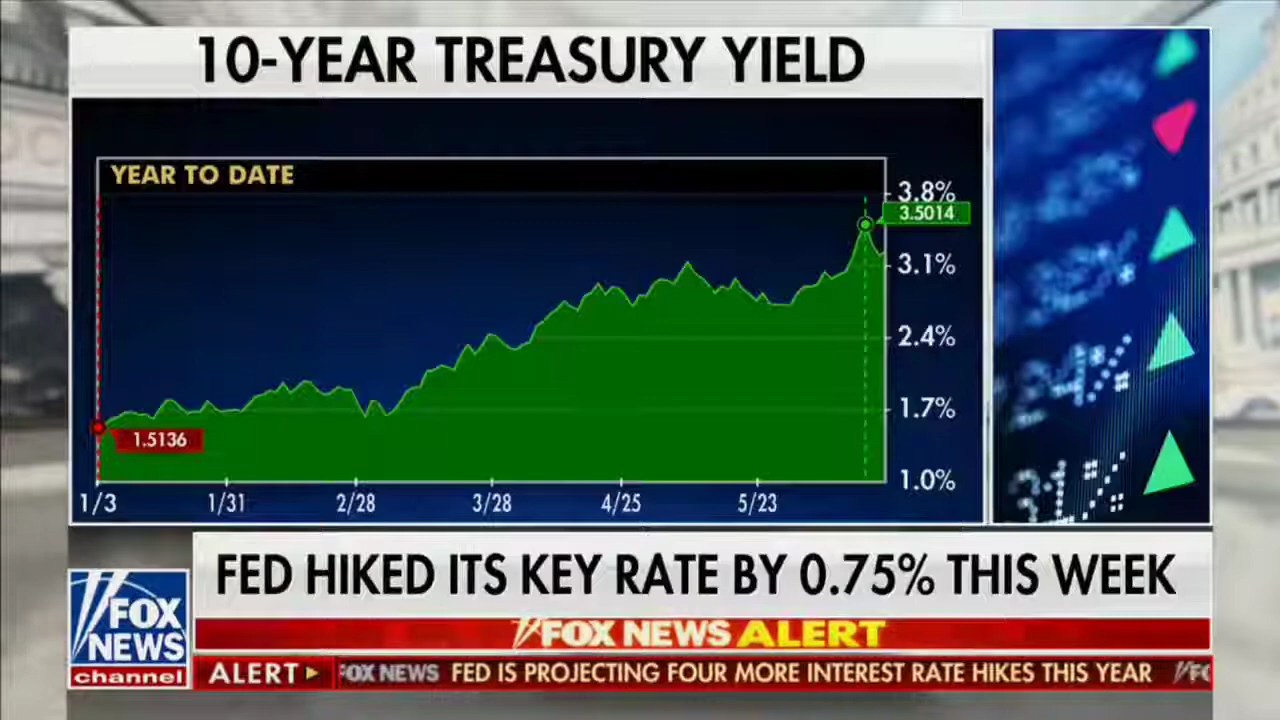 10-YEAR TREASURY YIELD
YEAR TO DATE
3.8%
3.5014
3.1%
2.4%
1.7%
1.5136
1.0%
1/3 1/31 2/28 3/28 4/25 5/23
FED HIKED ITS KEY RATE BY 0.75% THIS WEEK
FOX NEWS ALERT
FOX
NEWS
channel
ALERT
FOX NEWS FED IS PROJECTING FOUR MORE INTEREST RATE HIKES THIS YEAR